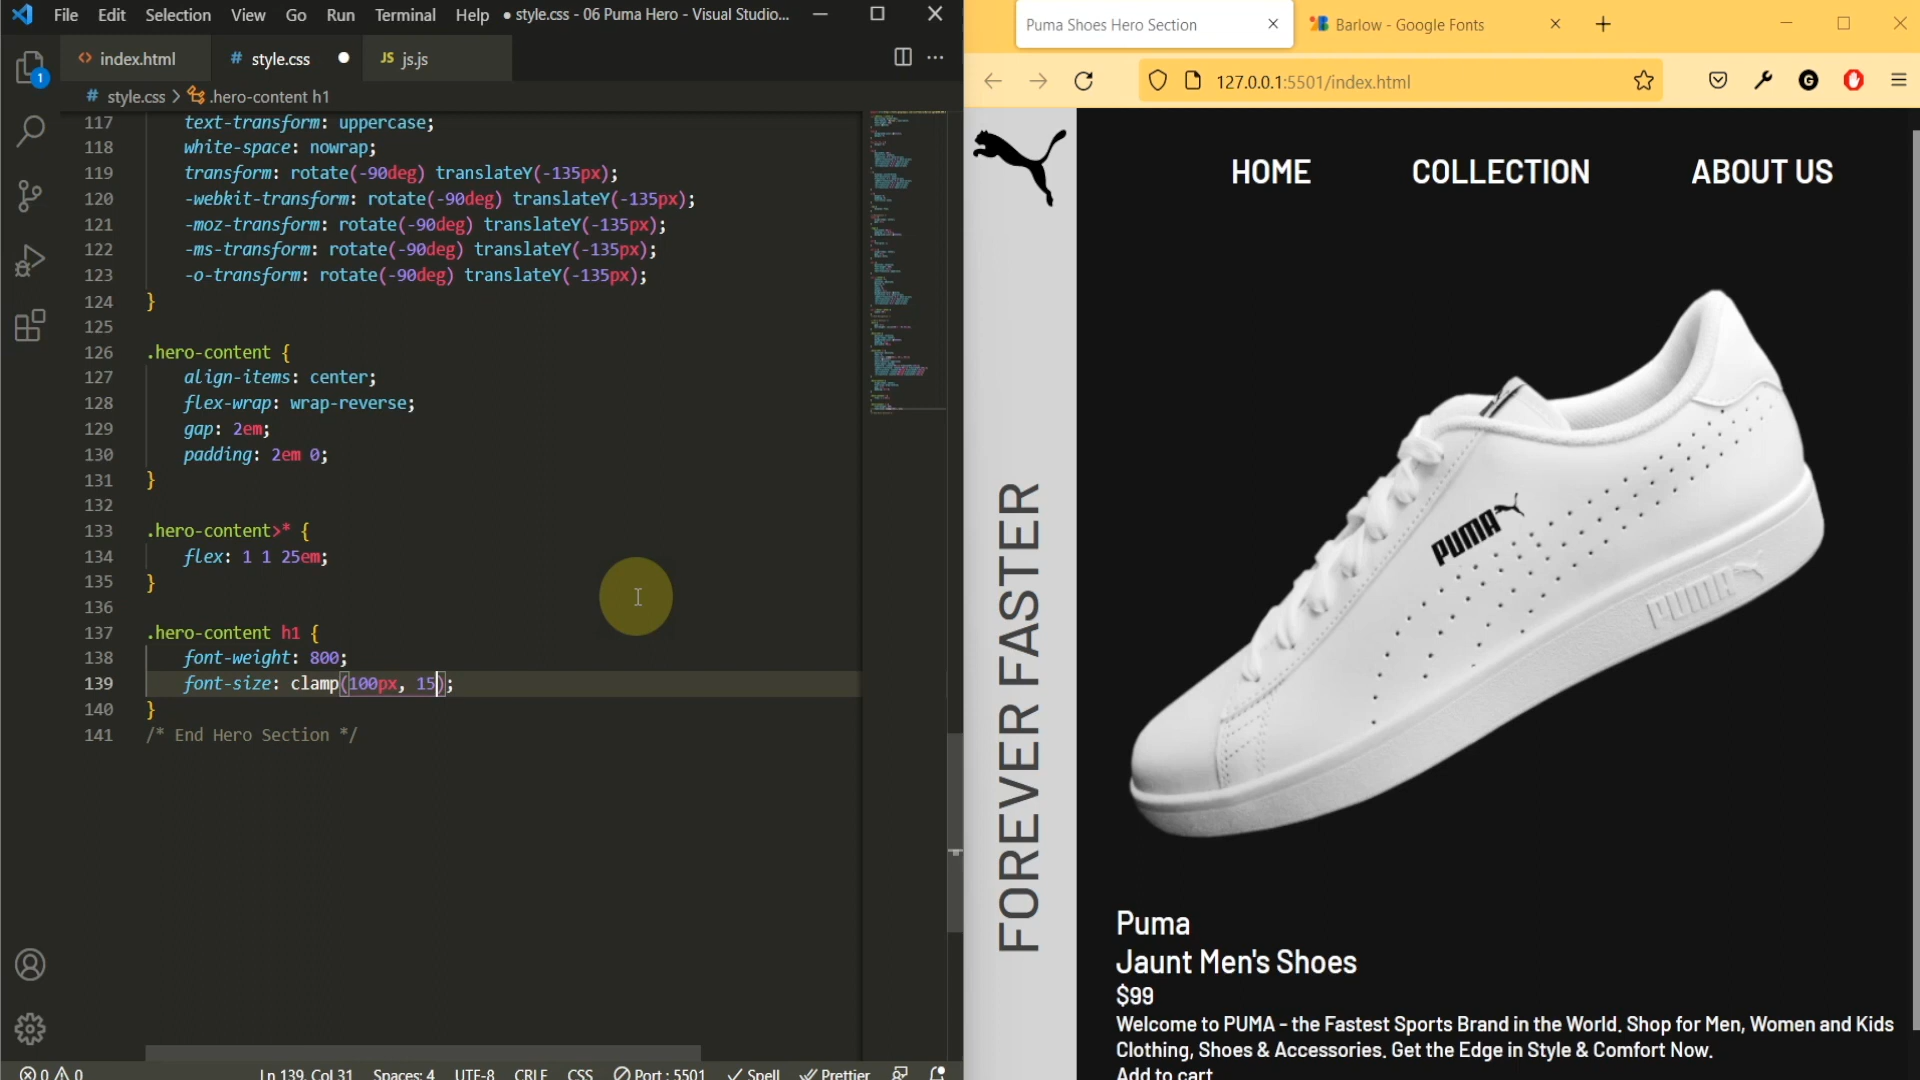 File Edit Selection View Go Run Terminal Help ● style.css - 06 Puma Hero - Visual Studio...
<> index.html # style.css ● JS js.js
# style.css > .hero-content h1
117 text-transform: uppercase;
118 white-space: nowrap;
119 transform: rotate(-90deg) translateY(-135px);
120 -webkit-transform: rotate(-90deg) translateY(-135px);
121 -moz-transform: rotate(-90deg) translateY(-135px);
122 -ms-transform: rotate(-90deg) translateY(-135px);
123 -o-transform: rotate(-90deg) translateY(-135px);
124 }
125
126 .hero-content {
127 align-items: center;
128 flex-wrap: wrap-reverse;
129 gap: 2em;
130 padding: 2em 0;
131 }
132
133 .hero-content>* {
134 flex: 1 1 25em;
135 }
136
137 .hero-content h1 {
138 font-weight: 800;
139 font-size: clamp(100px, 15);
140 }
141 /* End Hero Section */
1
0 0 Ln 139, Col 31 Spaces: 4 UTF-8 CRLF CSS Port : 5501 Spell Prettier
Puma Shoes Hero Section Barlow - Google Fonts
127.0.0.1:5501/index.html
HOME COLLECTION ABOUT US
FOREVER FASTER
PUMA
PUMA
Puma
Jaunt Men's Shoes
$99
Welcome to PUMA - the Fastest Sports Brand in the World. Shop for Men, Women and Kids
Clothing, Shoes & Accessories. Get the Edge in Style & Comfort Now.
Add to cart